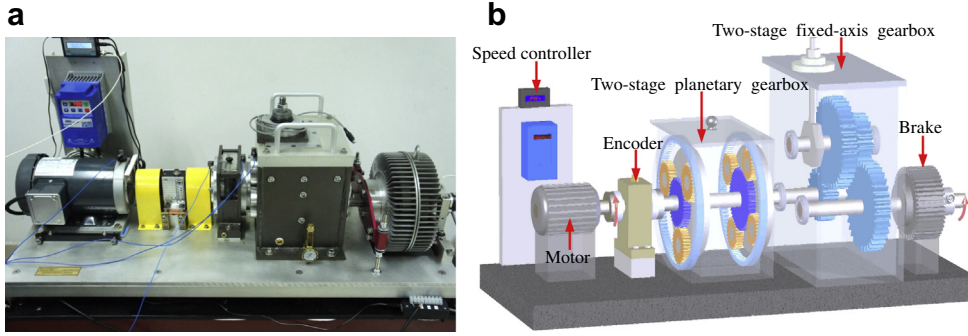 a
b
Two-stage fixed-axis gearbox
Speed controller
Two-stage planetary gearbox
Encoder
Brake
Motor